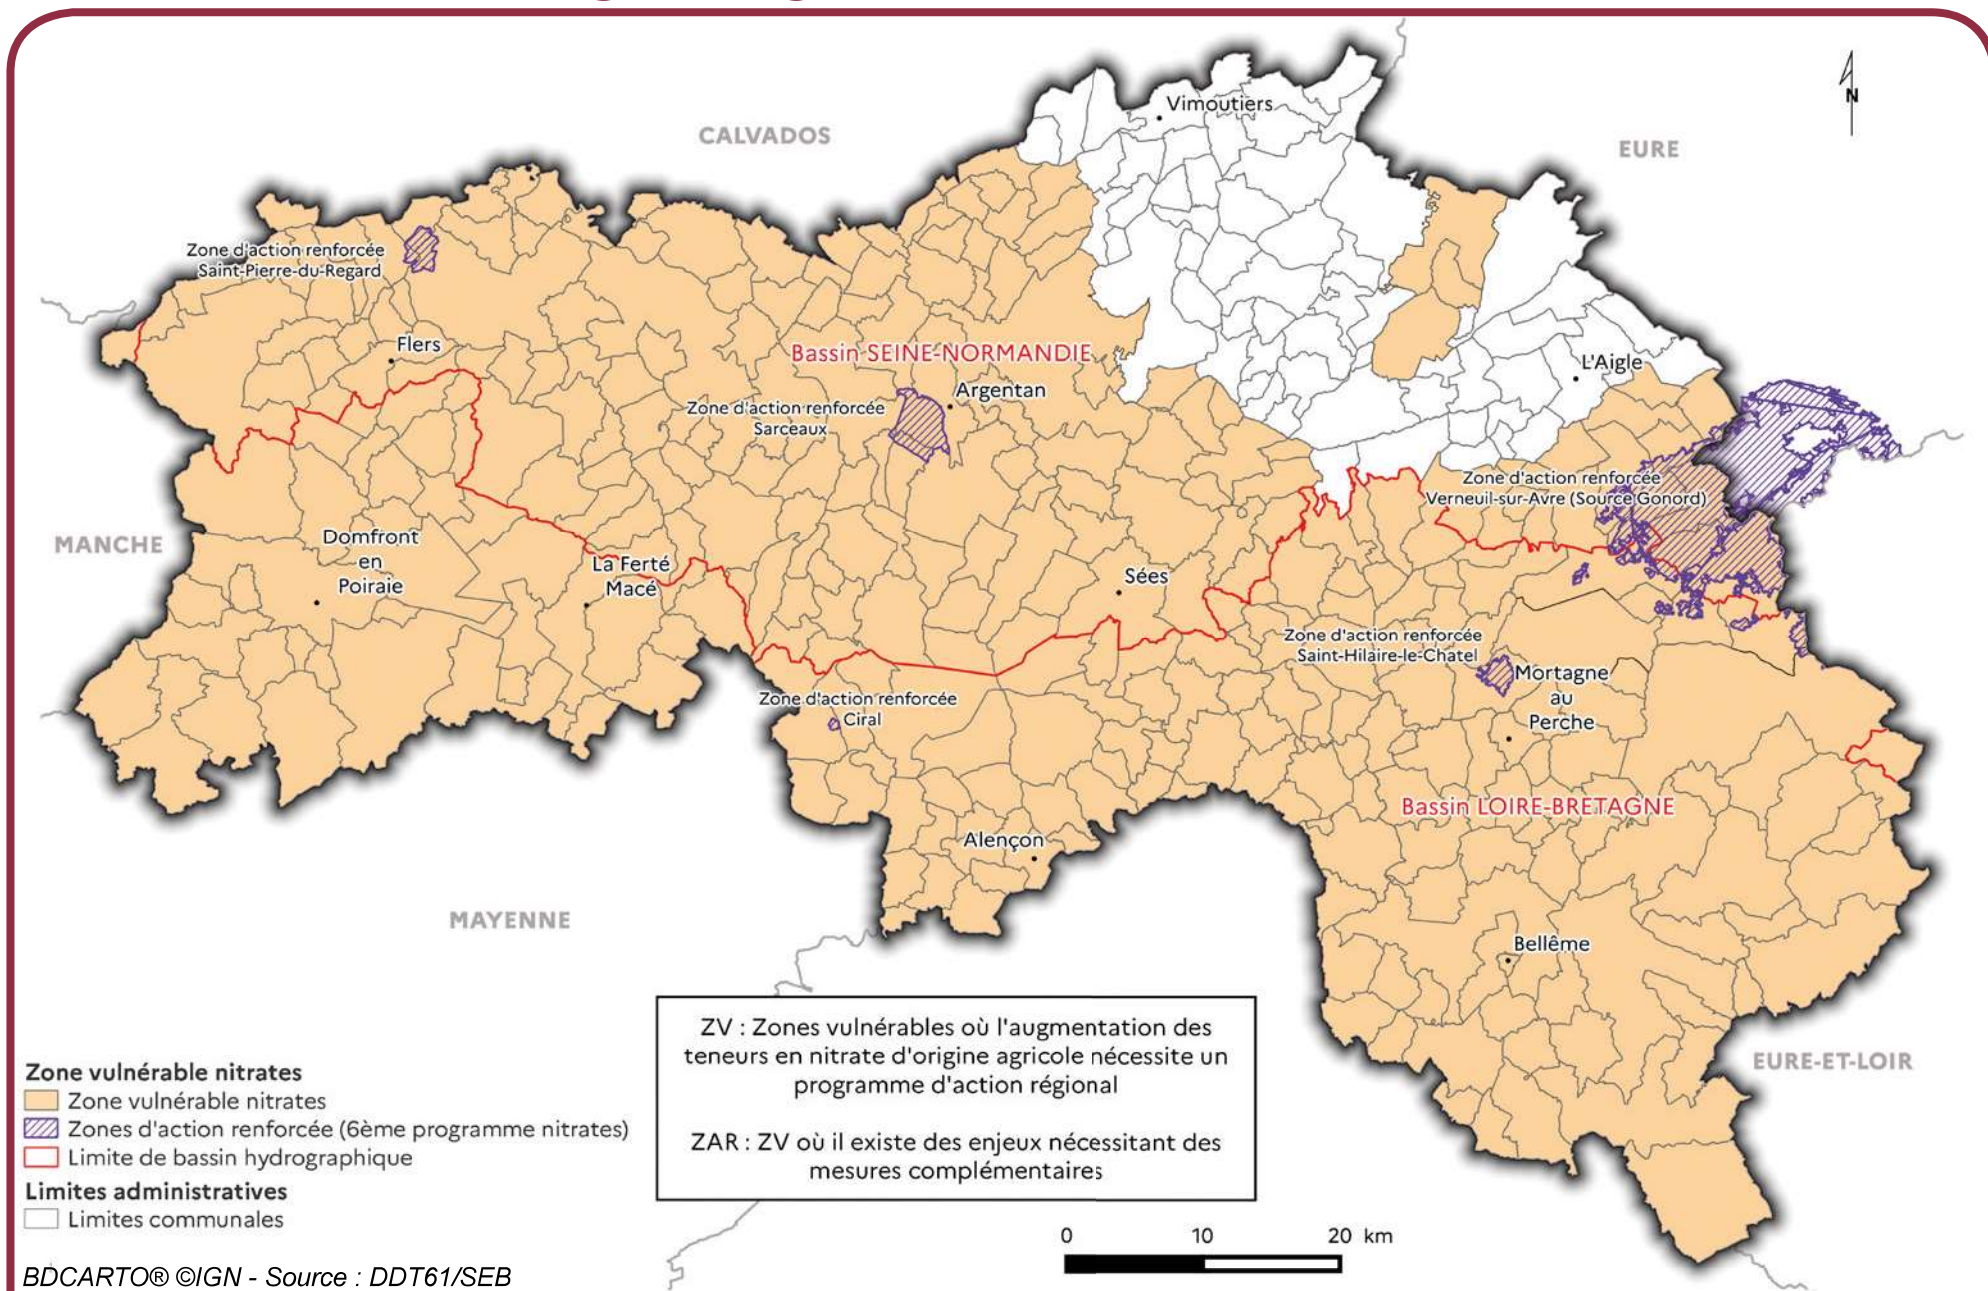 Vimoutiers
CALVADOS
EURE
N
Zone d'action renforcée
Saint-Pierre-du-Regard
Flers
Bassin SEINE-NORMANDIE
L'Aigle
Argentan
Zone d'action renforcée
Sarceaux
Zone d'action renforcée
Verneuil-sur-Avre (Source Gonord)
MANCHE
Domfront
en
Poiraie
La Ferté
Macé
Sées
Zone d'action renforcée
Saint-Hilaire-le-Chatel
Mortagne
au
Perche
Zone d'action renforcée
Ciral
Bassin LOIRE-BRETAGNE
Alençon
MAYENNE
Bellême
ZV : Zones vulnérables où l'augmentation des
teneurs en nitrate d'origine agricole nécessite un
programme d'action régional
ZAR : ZV où il existe des enjeux nécessitant des
mesures complémentaires
EURE-ET-LOIR
Zone vulnérable nitrates
Zone vulnérable nitrates
Zones d'action renforcée (6ème programme nitrates)
Limite de bassin hydrographique
Limites administratives
Limites communales
0 10 20 km
BDCARTO® ©IGN - Source : DDT61/SEB